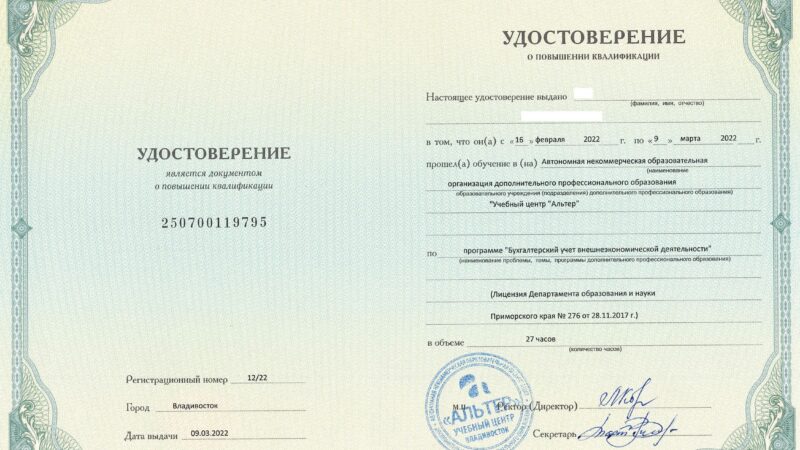 УДОСТОВЕРЕНИЕ
является документом
о повышении квалификации
250700119795
Регистрационный номер 12/22
Город Владивосток
Дата выдачи 09.03.2022
УДОСТОВЕРЕНИЕ
О ПОВЫШЕНИИ КВАЛИФИКАЦИИ
Настоящее удостоверение выдано
(фамилия, имя, отчество)
в том, что он(а) с «16 » февраля 2022 г. по «9 » марта 2022 г.
прошел(а) обучение в (на) Автономная некоммерческая образовательная
(наименование
организация дополнительного профессионального образования
образовательного учреждения (подразделения) дополнительного профессионального образования)
"Учебный центр "Альтер"
по программе "Бухгалтерский учет внешнеэкономической деятельности"
(наименование проблемы, темы, программы дополнительного профессионального образования)
(Лицензия Департамента образования и науки
Приморского края № 276 от 28.11.2017 г.)
в объеме 27 часов
(количество часов)
М.П. Ректор (Директор)
Секретарь
«АЛЬТЕР»
УЧЕБНЫЙ ЦЕНТР
ВЛАДИВОСТОК